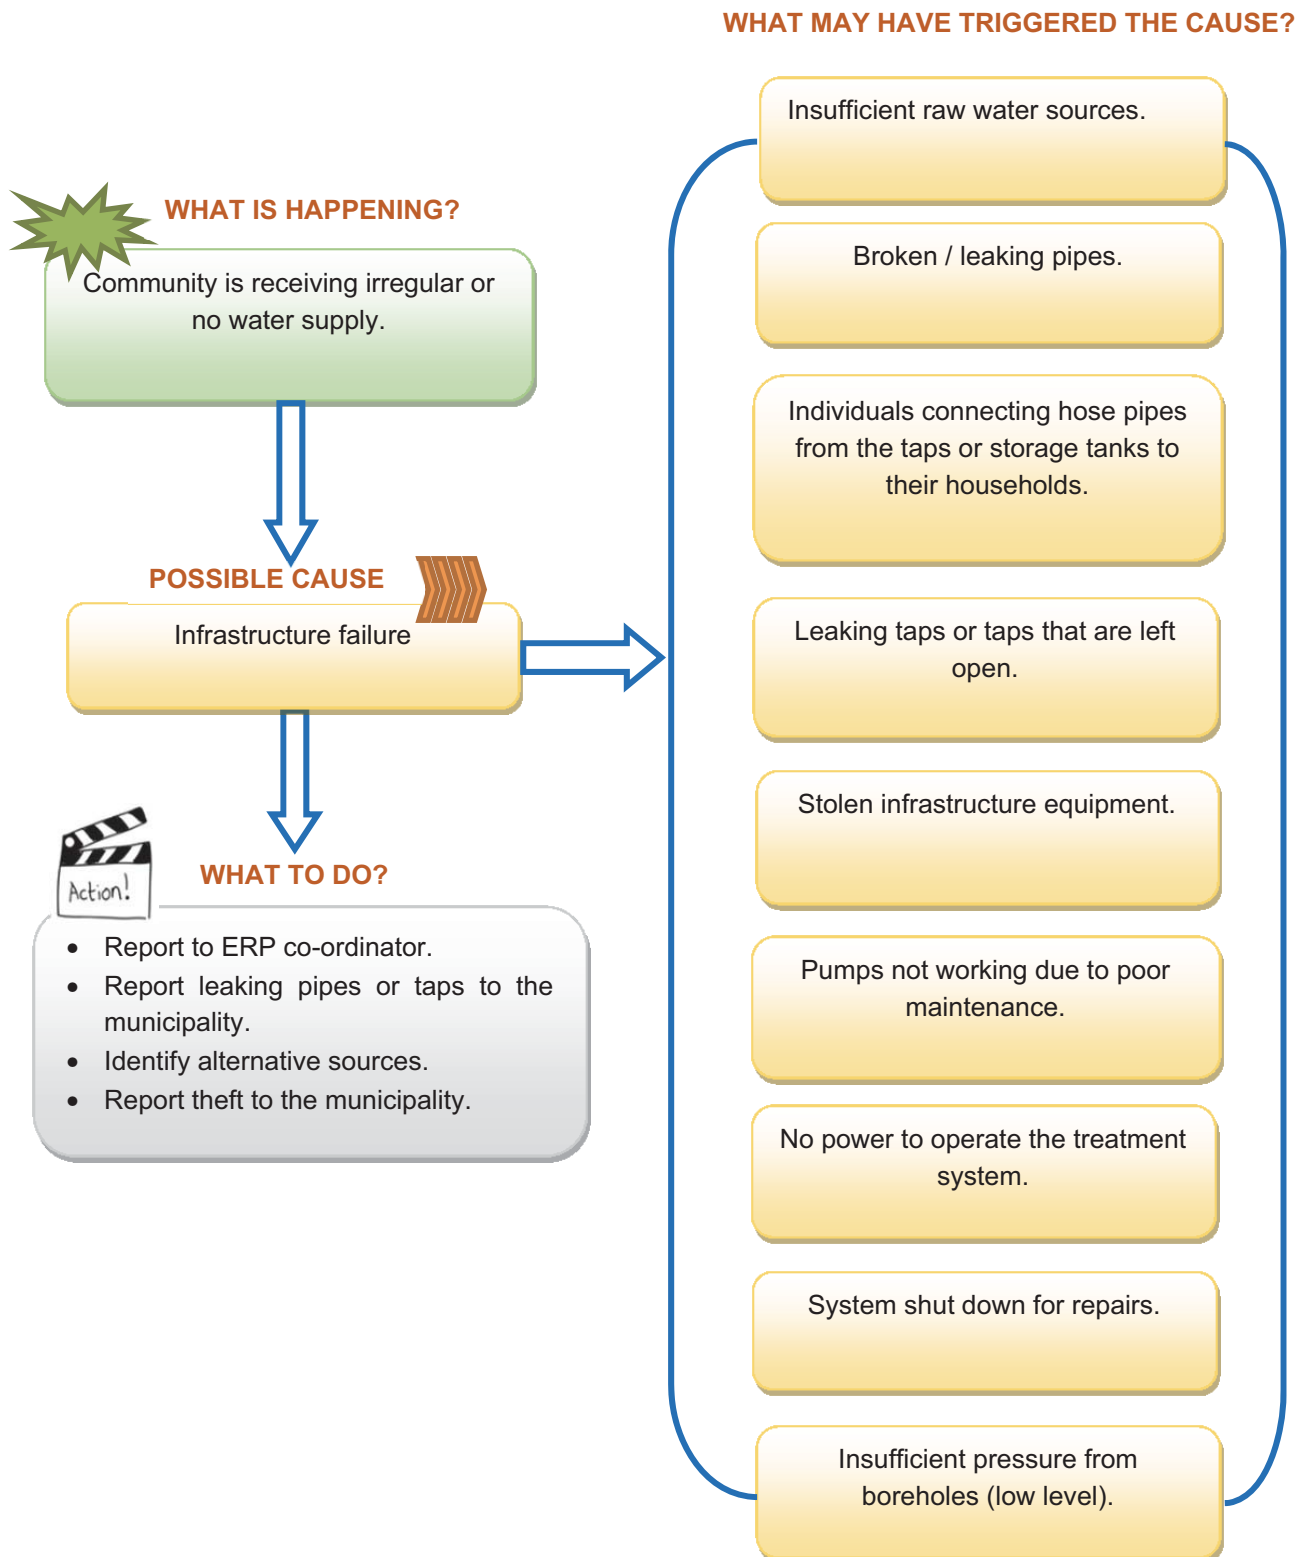 WHAT MAY HAVE TRIGGERED THE CAUSE?
WHAT IS HAPPENING?
Community is receiving irregular or
no water supply.
POSSIBLE CAUSE
Infrastructure failure
Action!
WHAT TO DO?
• Report to ERP co-ordinator.
• Report leaking pipes or taps to the
municipality.
• Identify alternative sources.
• Report theft to the municipality.
Insufficient raw water sources.
Broken / leaking pipes.
Individuals connecting hose pipes
from the taps or storage tanks to
their households.
Leaking taps or taps that are left
open.
Stolen infrastructure equipment.
Pumps not working due to poor
maintenance.
No power to operate the treatment
system.
System shut down for repairs.
Insufficient pressure from
boreholes (low level).